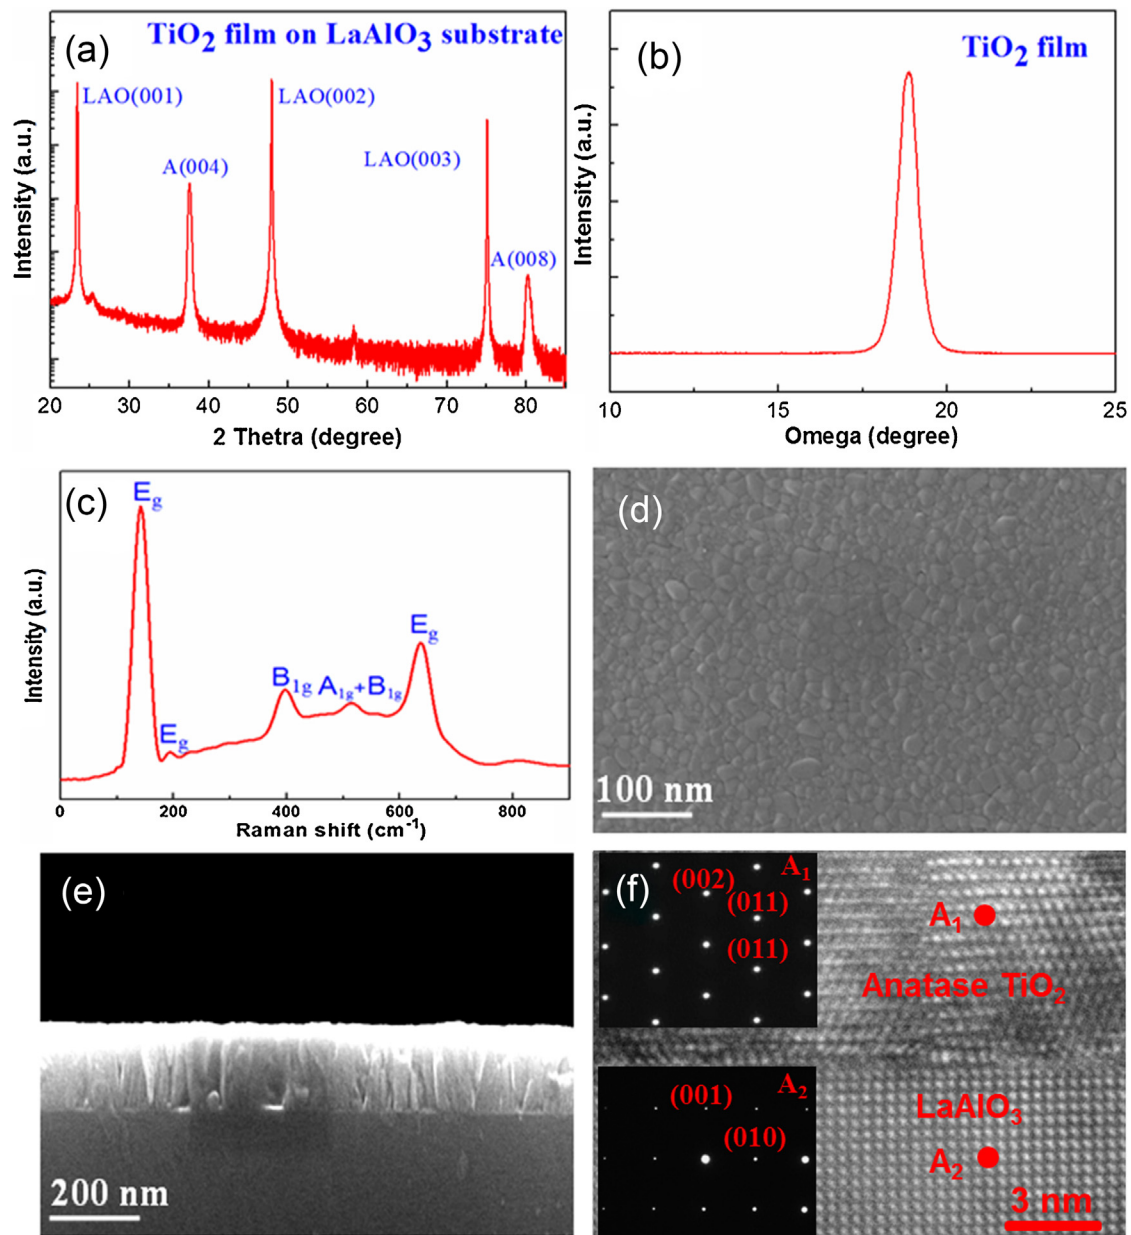 (a)
TiO2 film on LaAlO3 substrate
LAO(001)
LAO(002)
A(004)
LAO(003)
A(008)
Intensity (a.u.)
20 30 40 50 60 70 80
2 Thetra (degree)
(b)
TiO2 film
Intensity (a.u.)
10 15 20 25
Omega (degree)
(c)
Eg
Eg
B1g
A1g+B1g
Eg
Intensity (a.u.)
0 200 400 600 800
Raman shift (cm-1)
(d)
100 nm
(e)
200 nm
(f)
A1
(002)
(011)
(011)
A1
Anatase TiO2
A2
(001)
(010)
LaAlO3
A2
3 nm